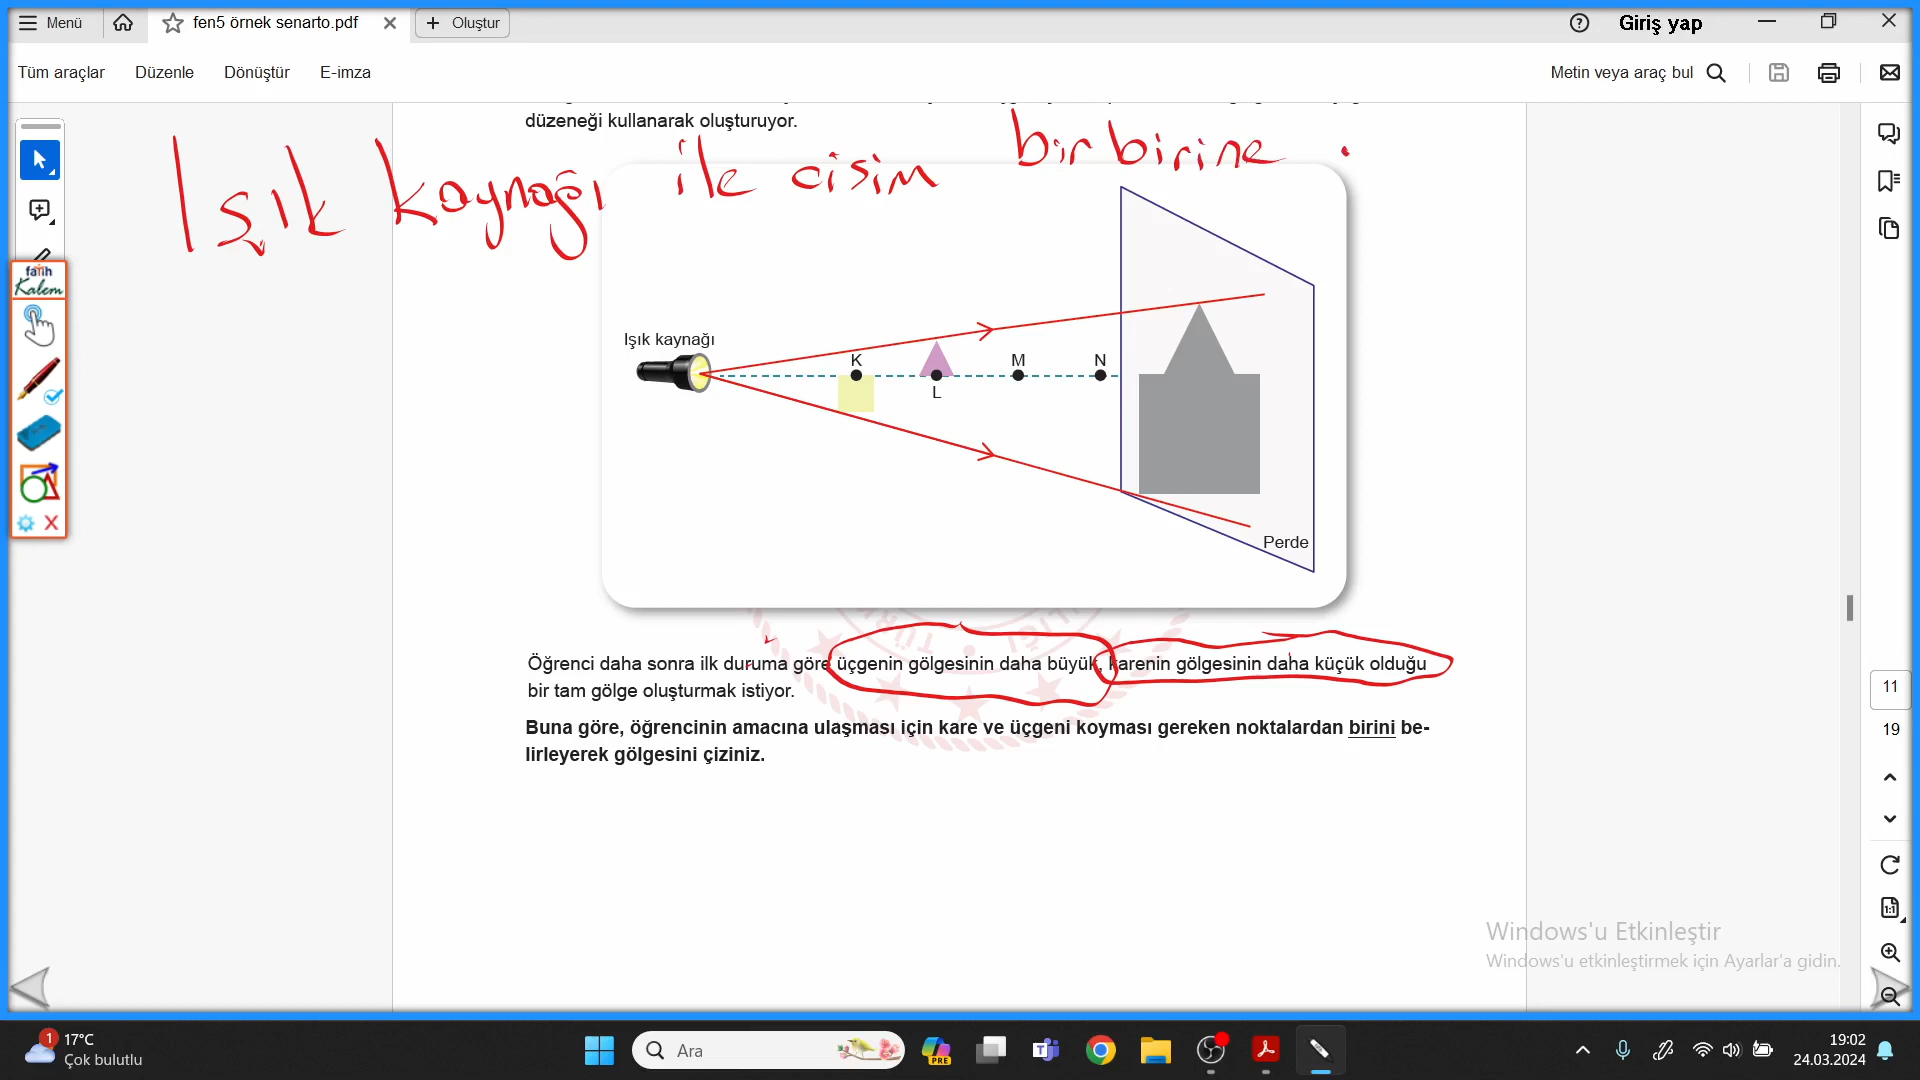 Menü
fen5 örnek senarto.pdf
Oluştur
Giriş yap
Tüm araçlar Düzenle Dönüştür E-imza
Metin veya araç bul
düzeneği kullanarak oluşturuyor.
Işık kaynağı ile cisim birbirine
fatih
Kalem
Işık kaynağı
K
M
N
L
Perde
Öğrenci daha sonra ilk duruma göre üçgenin gölgesinin daha büyük, karenin gölgesinin daha küçük olduğu
bir tam gölge oluşturmak istiyor.
Buna göre, öğrencinin amacına ulaşması için kare ve üçgeni koyması gereken noktalardan birini be-
lirleyerek gölgesini çiziniz.
11
19
1:1
Windows'u Etkinleştir
Windows'u etkinleştirmek için Ayarlar'a gidin.
1
17°C
Çok bulutlu
Ara
PRE
19:02
24.03.2024